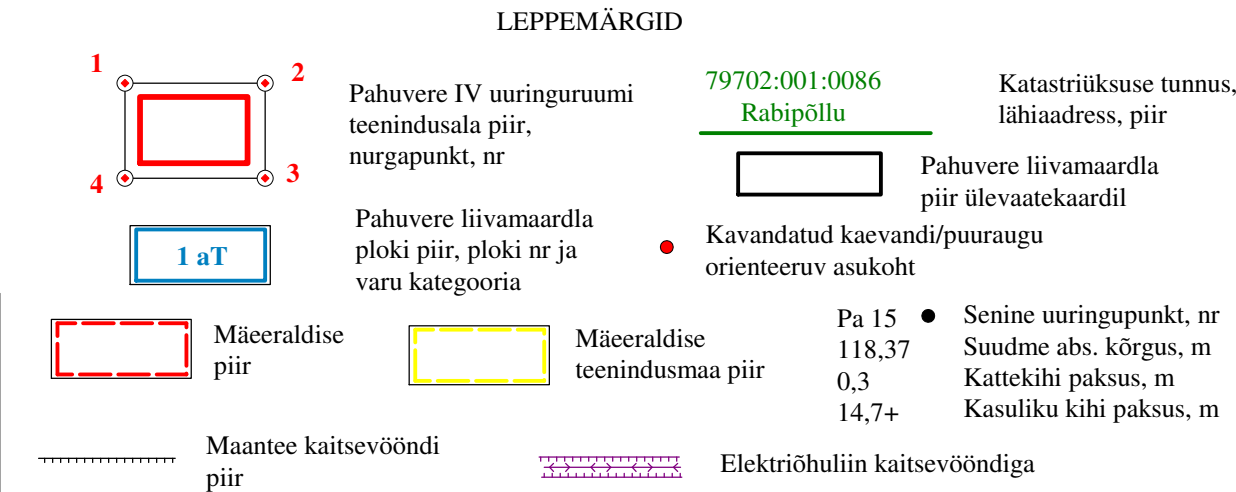 LEPPEMÄRGID
1
2
4
3
Pahuvere IV uuringuruumi
teenindusala piir,
nurgapunkt, nr
79702:001:0086
Rabipõllu
Katastriüksuse tunnus,
lähiaadress, piir
Pahuvere liivamaardla
piir ülevaatekaardil
1 aT
Pahuvere liivamaardla
ploki piir, ploki nr ja
varu kategooria
Kavandatud kaevandi/puuraugu
orienteeruv asukoht
Mäeeraldise
piir
Mäeeraldise
teenindusmaa piir
Pa 15 Senine uuringupunkt, nr
118,37 Suudme abs. kõrgus, m
0,3 Kattekihi paksus, m
14,7+ Kasuliku kihi paksus, m
Maantee kaitsevööndi
piir
Elektriõhuliin kaitsevööndiga